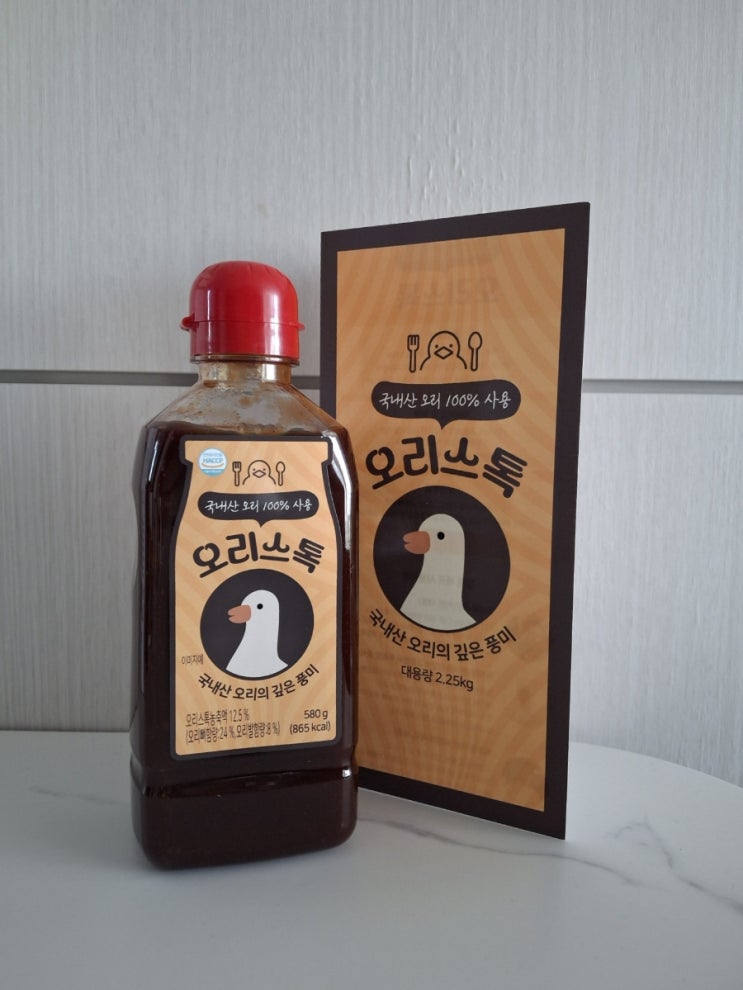 HACCP
국내산 오리 100% 사용
오리스톡
이미지예
국내산 오리의 깊은 풍미
오리스톡농축액 12.5 %
(오리뼈함량:24 %, 오리발함량:8 %)
580 g
(865 kcal)
국내산 오리 100% 사용
오리스톡
국내산 오리의 깊은 풍미
대용량 2.25kg